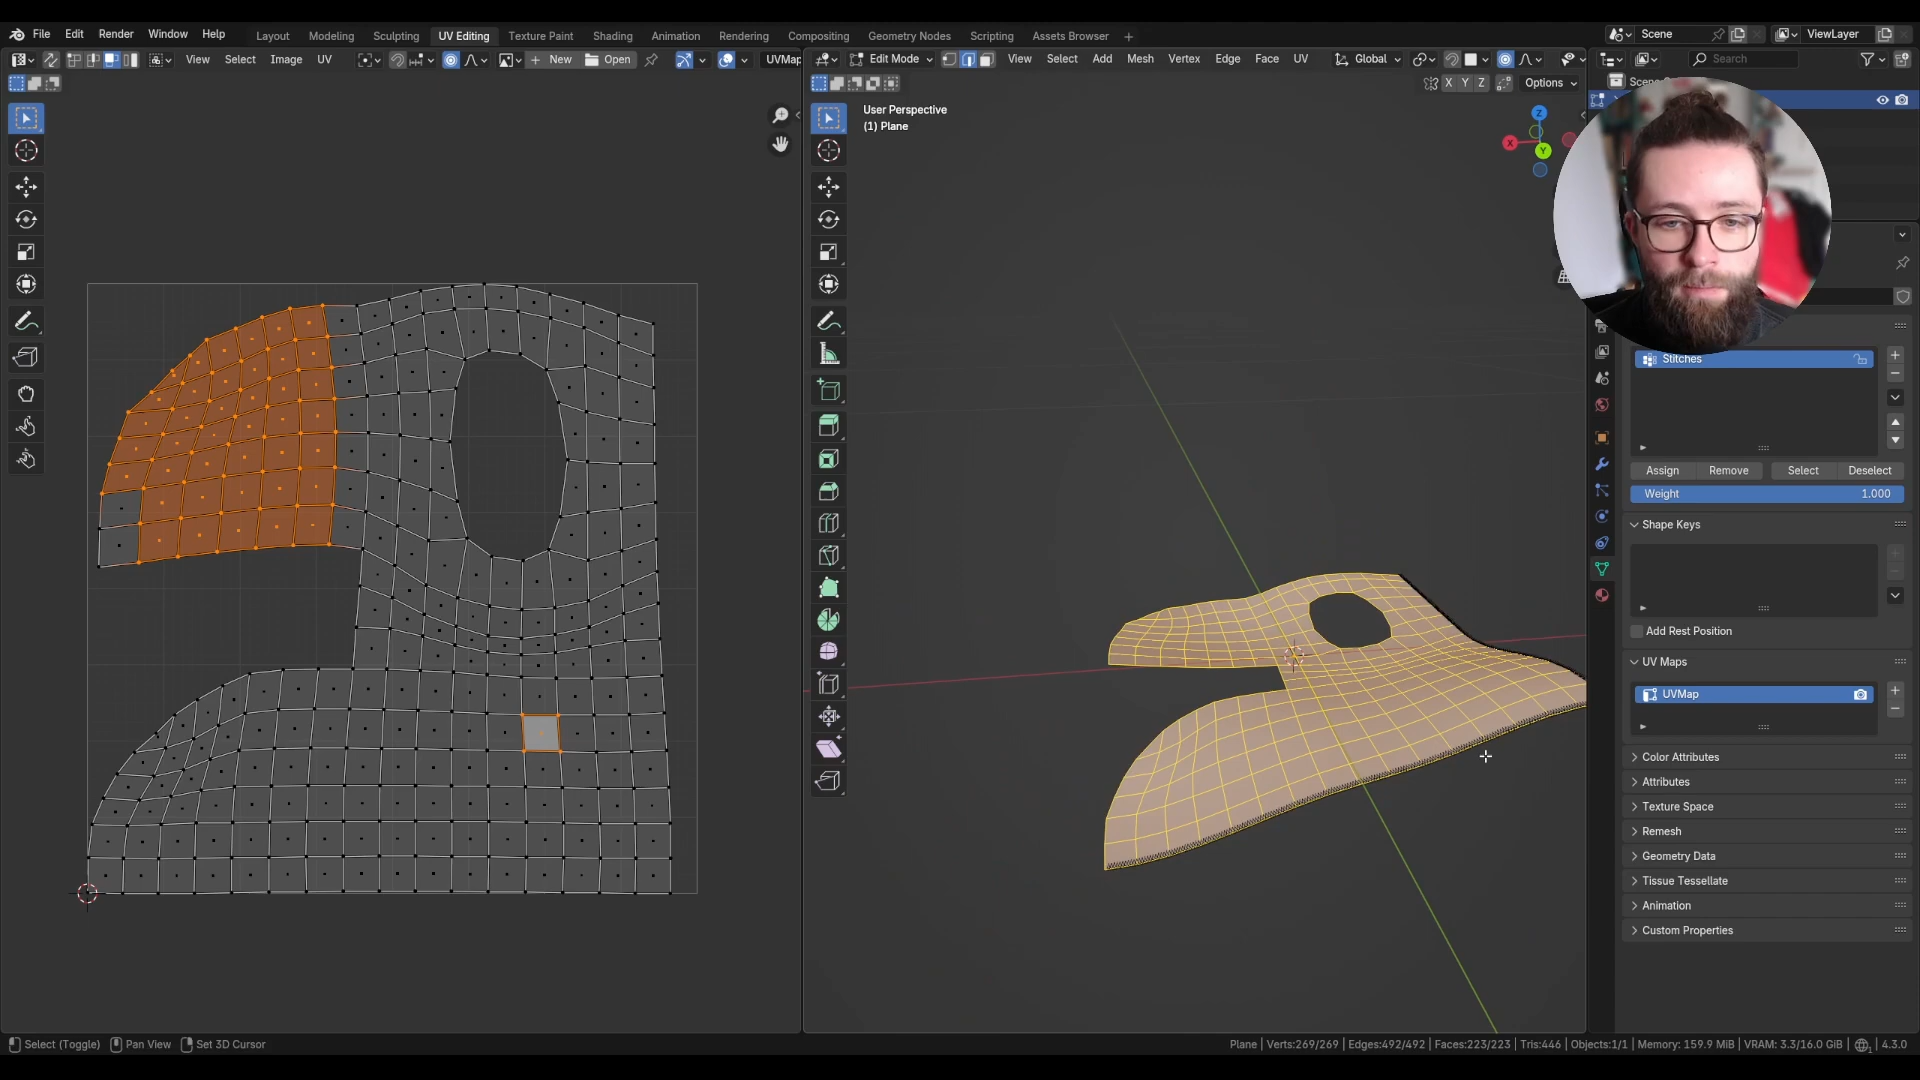 File Edit Render Window Help Layout Modeling Sculpting UV Editing Texture Paint Shading Animation Rendering Compositing Geometry Nodes Scripting Assets Browser + Scene ViewLayer
View Select Image UV New Open UVMap Edit Mode View Select Add Mesh Vertex Edge Face UV Global Search
X Y Z Options
User Perspective
(1) Plane
Z
X
Y
Stitches
Assign Remove Select Deselect
Weight 1.000
Shape Keys
Add Rest Position
UV Maps
UVMap
Color Attributes
Attributes
Texture Space
Remesh
Geometry Data
Tissue Tessellate
Animation
Custom Properties
Select (Toggle) Pan View Set 3D Cursor Plane | Verts:269/269 | Edges:492/492 | Faces:223/223 | Tris:446 | Objects:1/1 | Memory: 159.9 MiB | VRAM: 3.3/16.0 GiB | 1 | 4.3.0